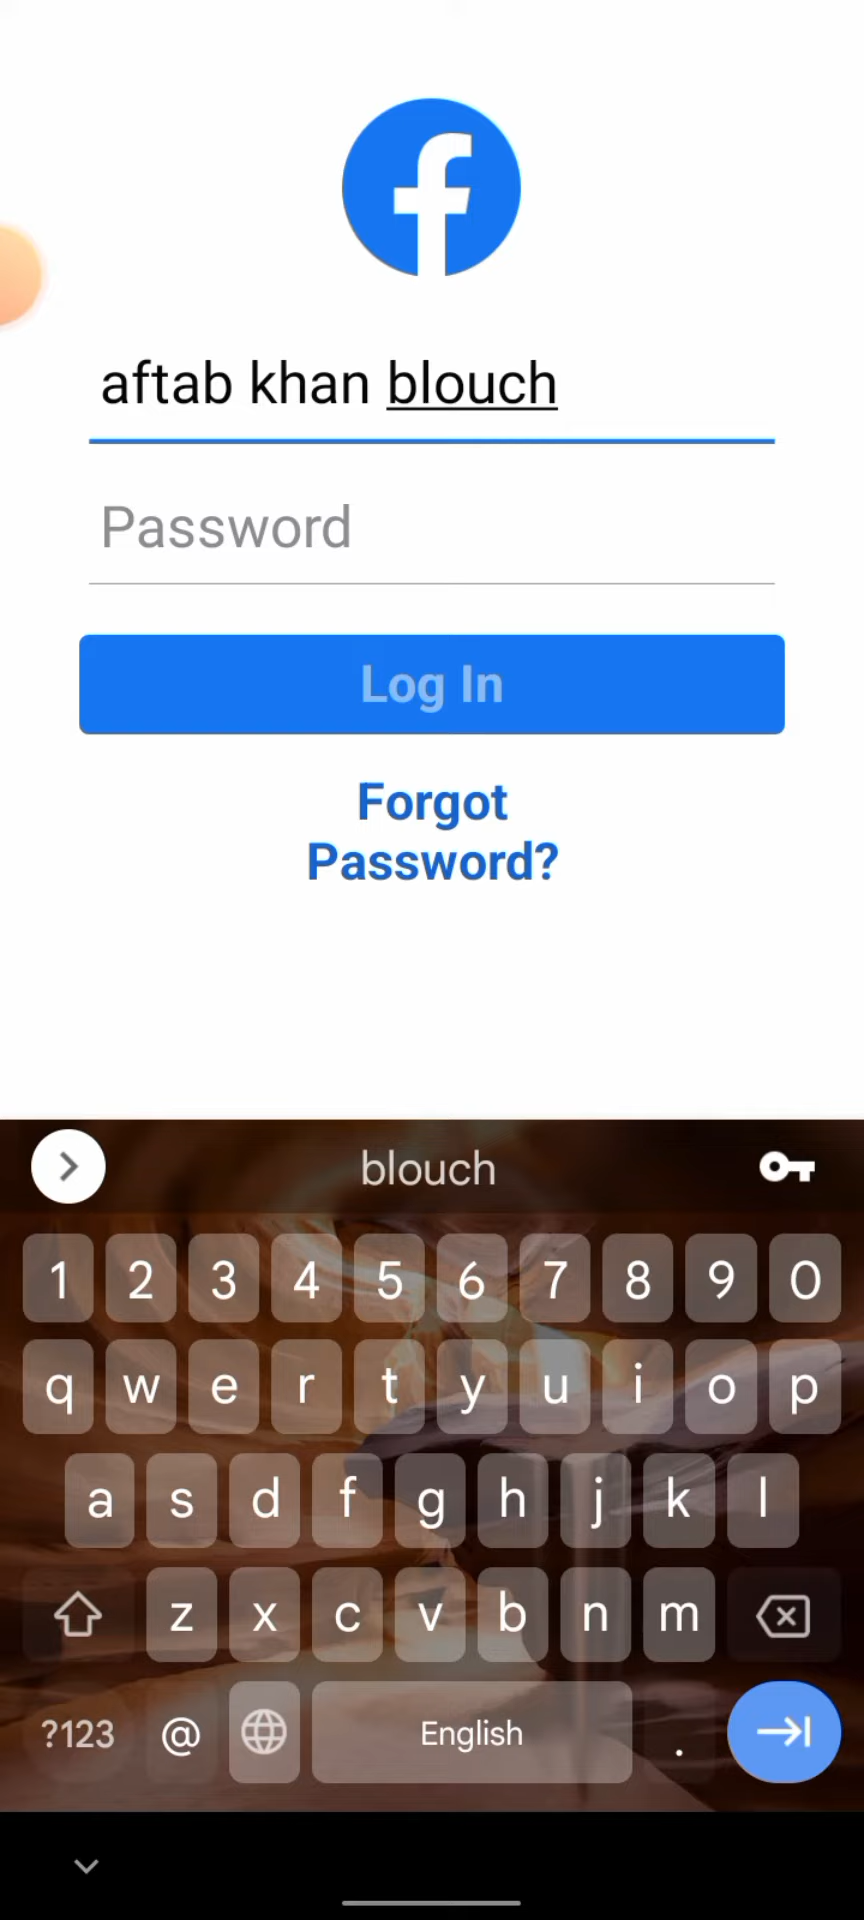 aftab khan blouch
Password
Log In
Forgot
Password?
blouch
1 2 3 4 5 6 7 8 9 0
q w e r t y u i o p
a s d f g h j k l
z x c v b n m
?123 @ English .